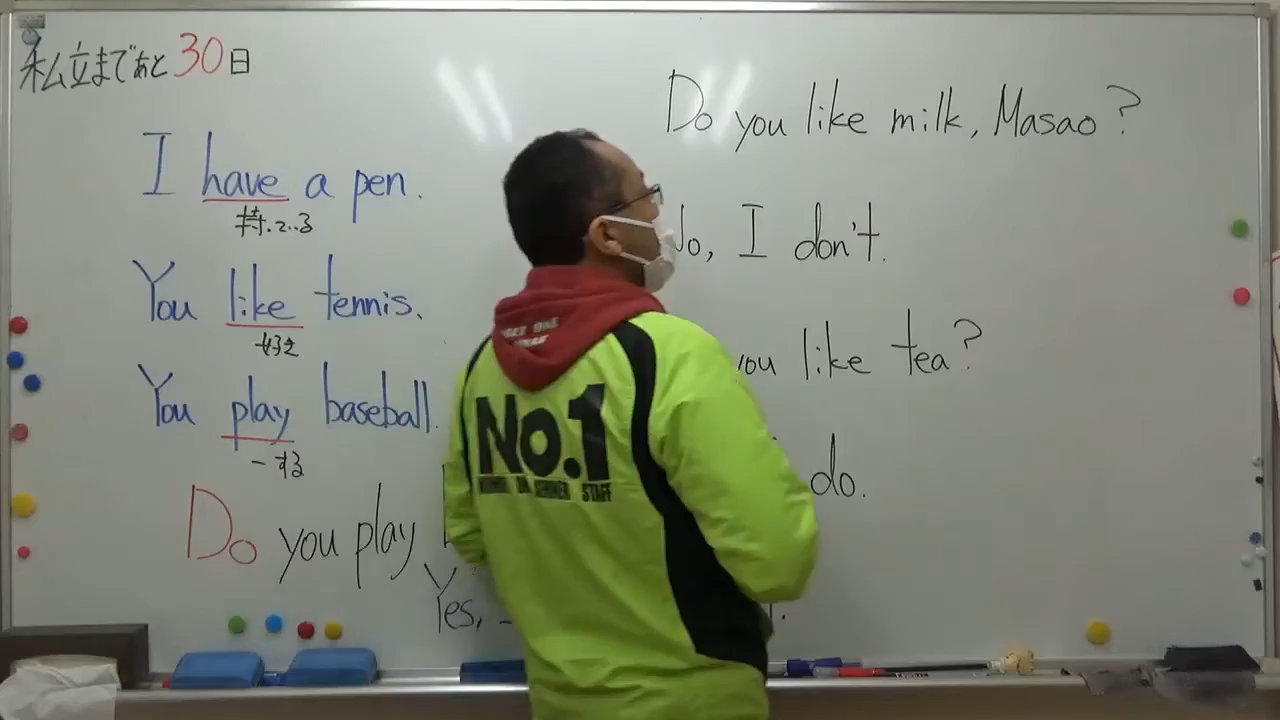 私立まであと30日
I have a pen.
持っる
You like tennis.
好き
You play baseball.
〜する
Do you play
Yes,
Do you like milk, Masao?
No, I don't.
you like tea?
do.
No.1
STAFF